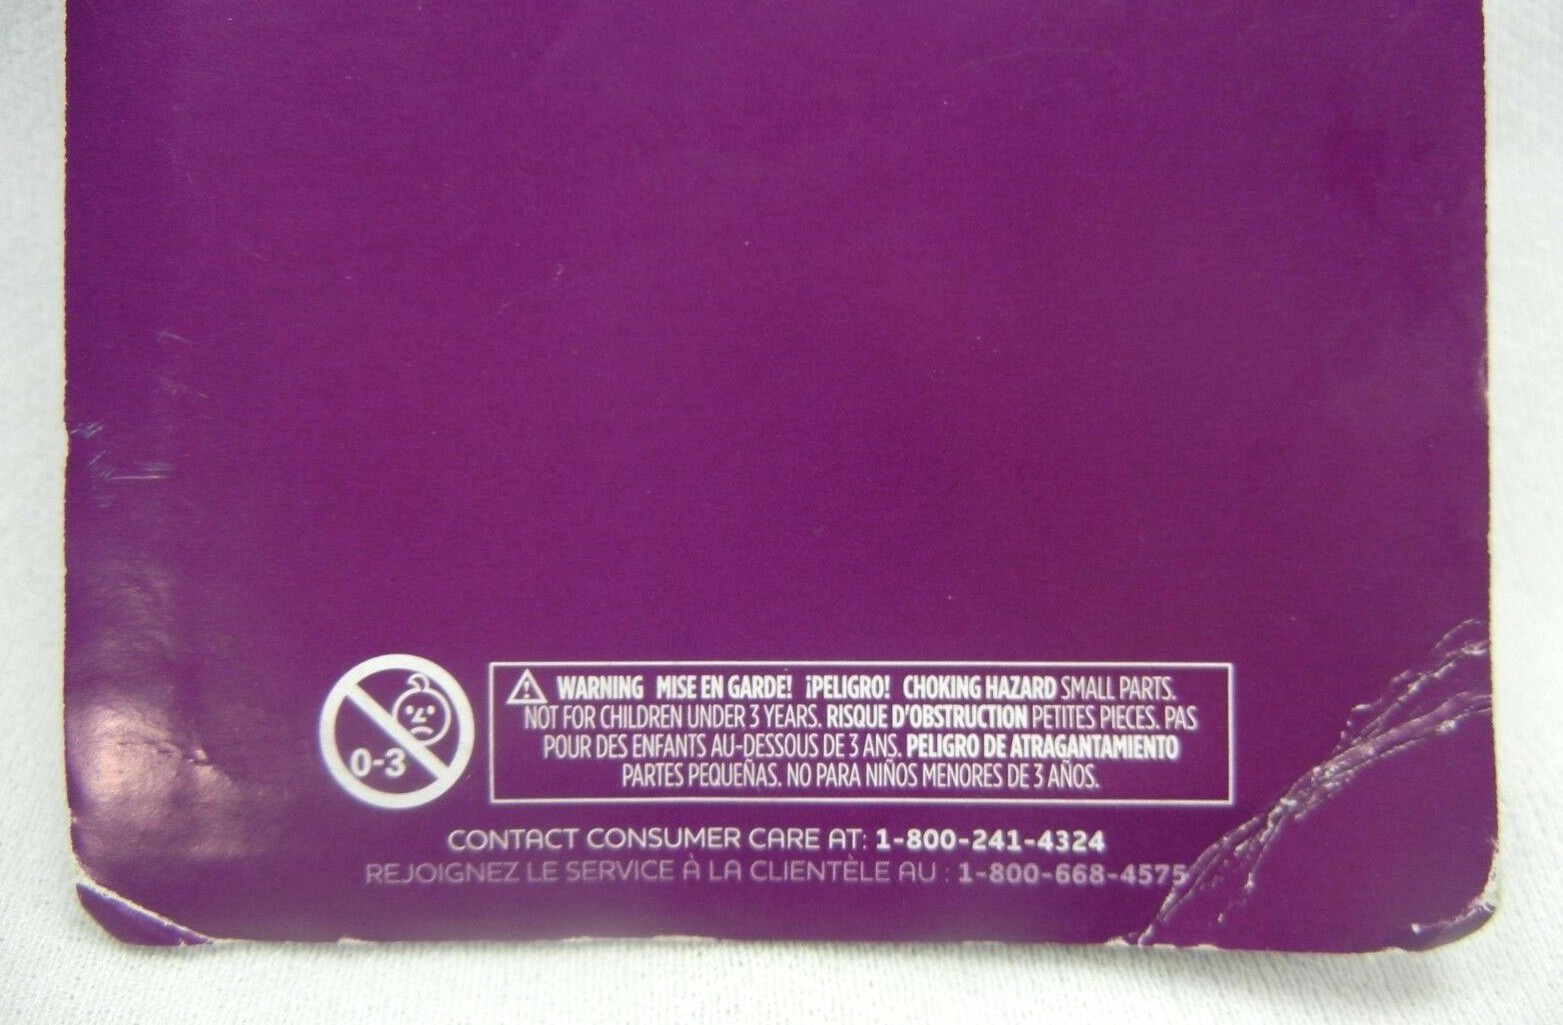 0-3
WARNING MISE EN GARDE! ¡PELIGRO! CHOKING HAZARD SMALL PARTS.
NOT FOR CHILDREN UNDER 3 YEARS. RISQUE D'OBSTRUCTION PETITES PIECES. PAS
POUR DES ENFANTS AU-DESSOUS DE 3 ANS. PELIGRO DE ATRAGANTAMIENTO
PARTES PEQUEÑAS. NO PARA NIÑOS MENORES DE 3 AÑOS.
CONTACT CONSUMER CARE AT: 1-800-241-4324
REJOIGNEZ LE SERVICE À LA CLIENTÈLE AU : 1-800-668-4575